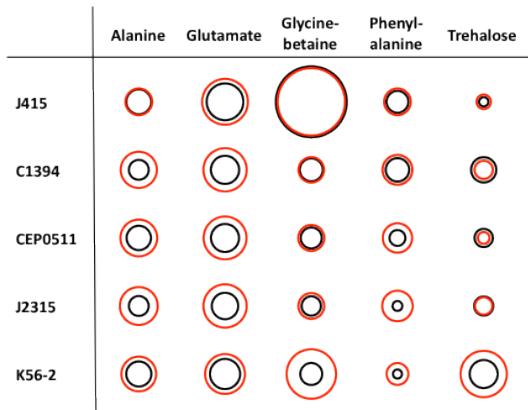 Alanine Glutamate Glycine- Phenyl- Trehalose
betaine alanine
J415
C1394
CEP0511
J2315
K56-2